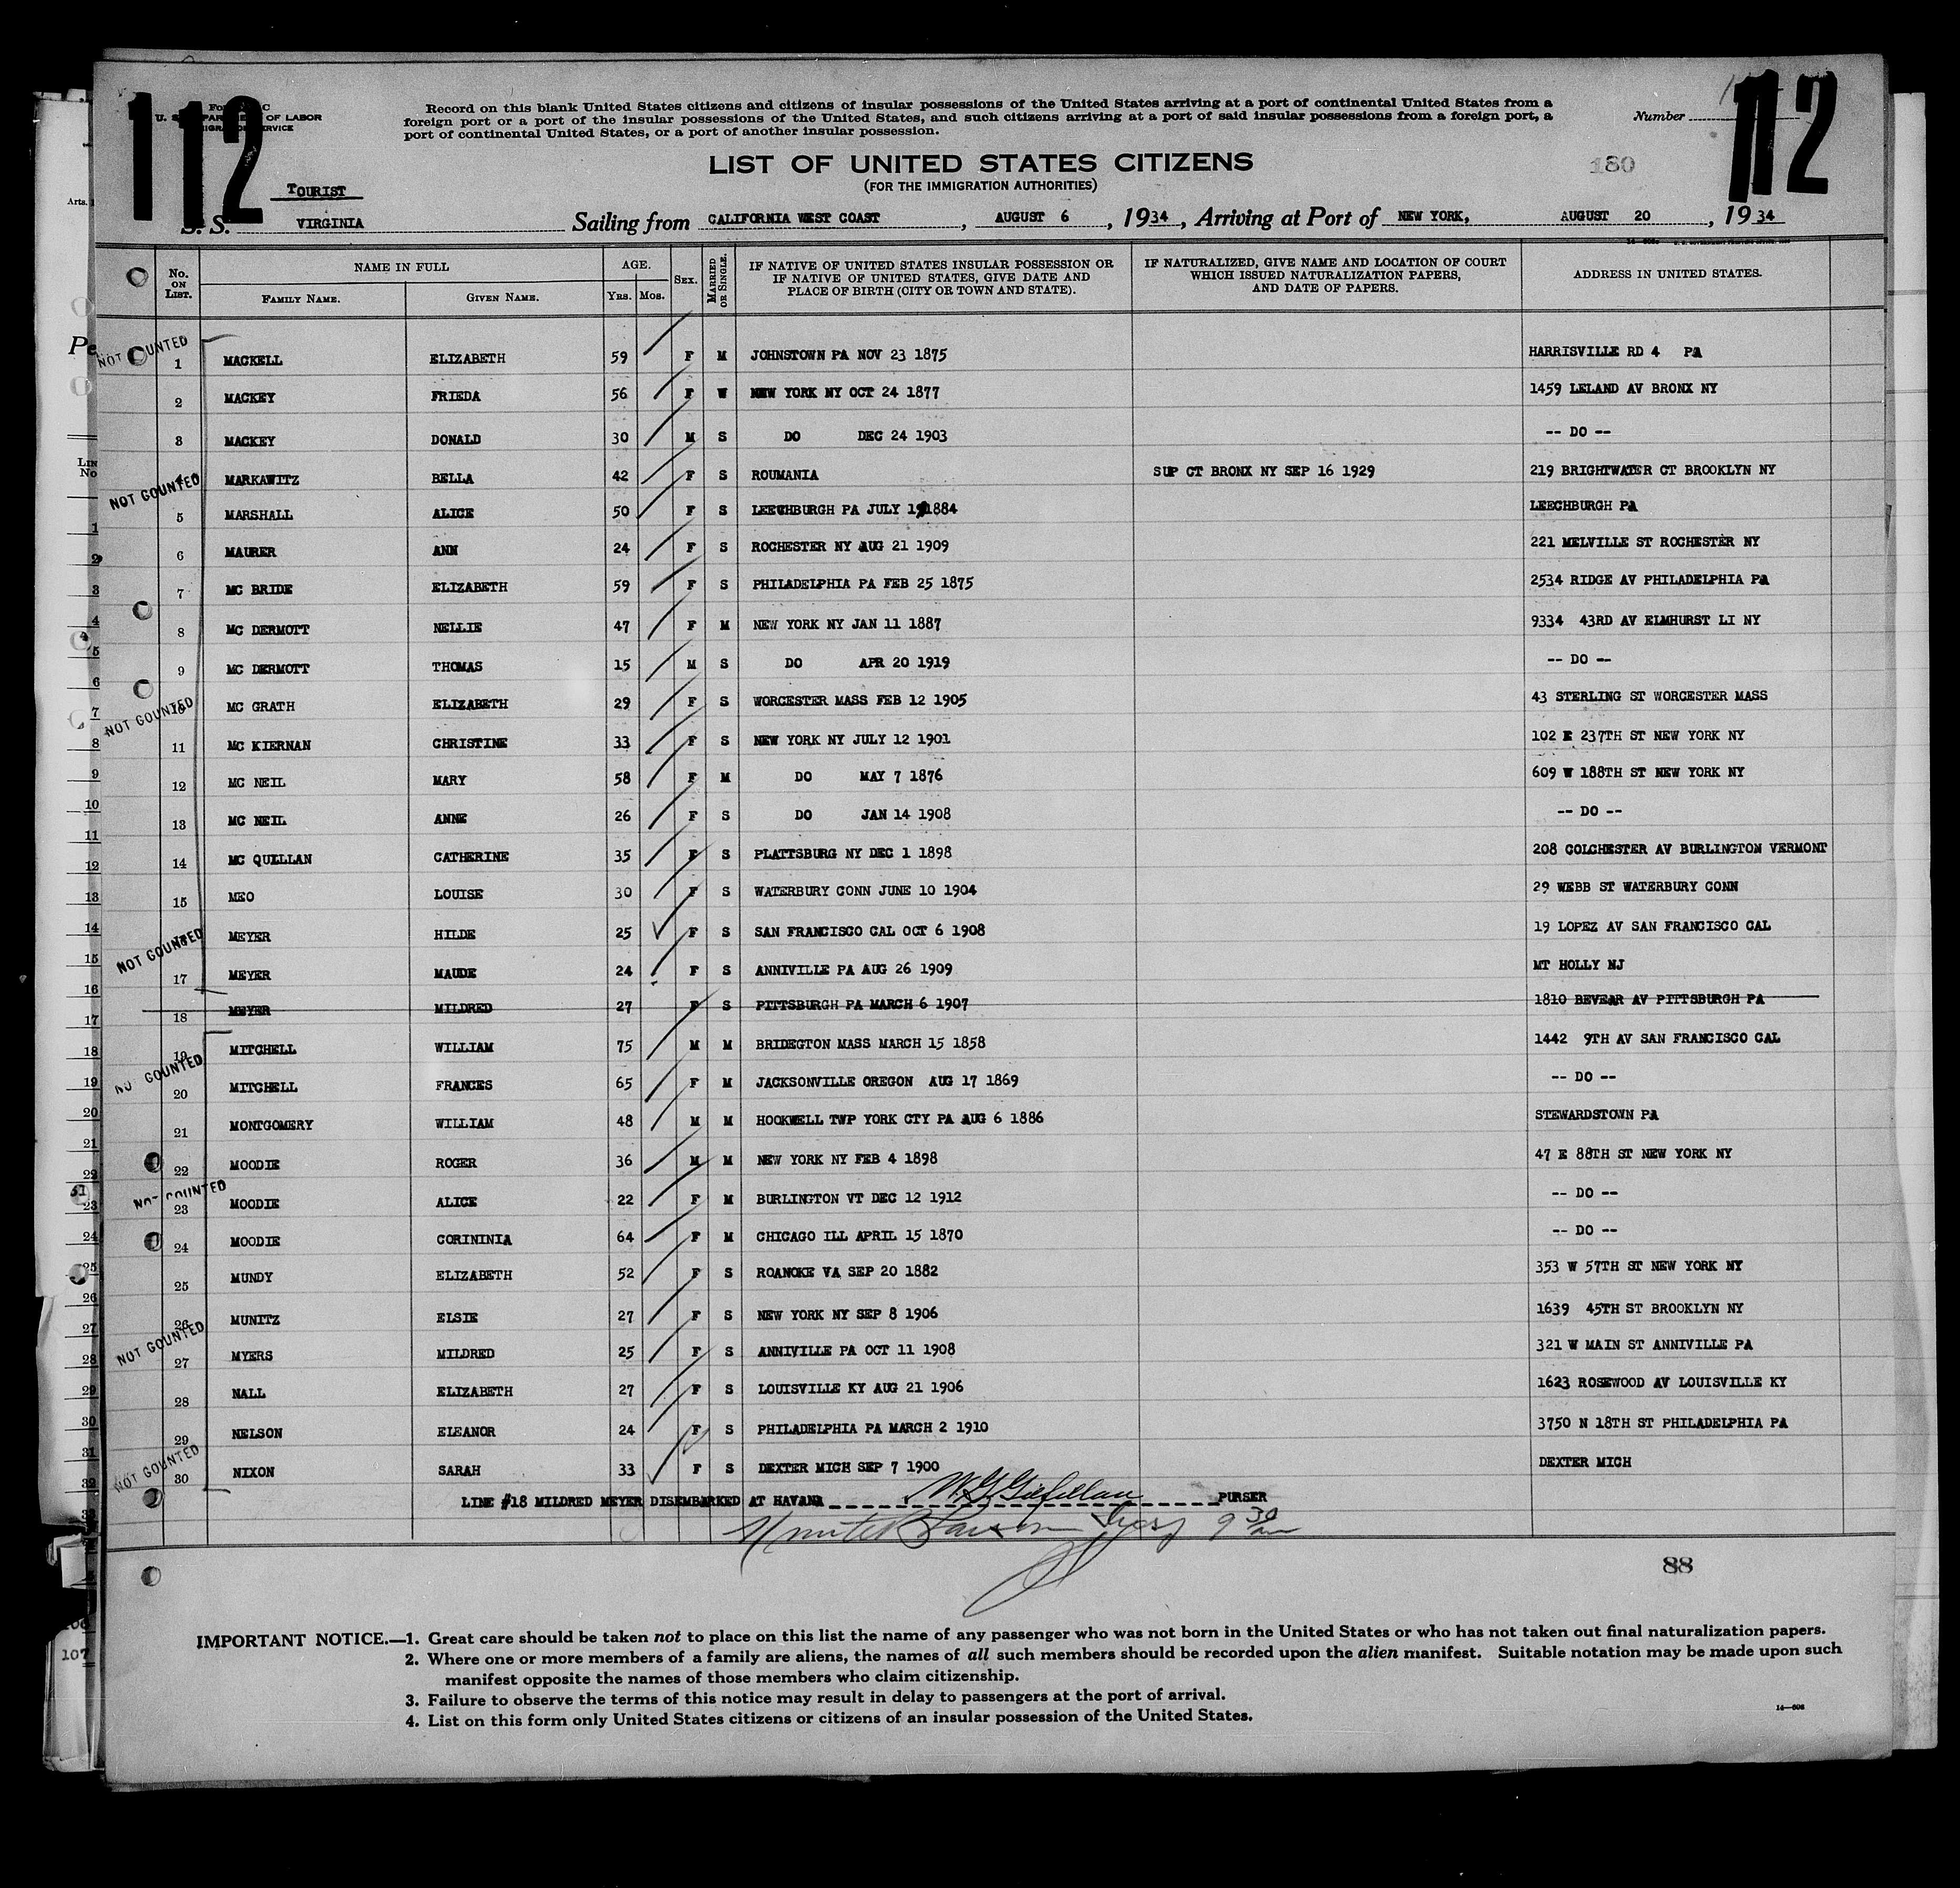 112
112
U. S. DEPARTMENT OF LABOR
IMMIGRATION SERVICE
Record on this blank United States citizens and citizens of insular possessions of the United States arriving at a port of continental United States from a
foreign port or a port of the insular possessions of the United States, and such citizens arriving at a port of said insular possessions from a foreign port, a
port of continental United States, or a port of another insular possession.
Number
LIST OF UNITED STATES CITIZENS
(FOR THE IMMIGRATION AUTHORITIES)
180
TOURIST
S. S. VIRGINIA Sailing from CALIFORNIA WEST COAST, AUGUST 6, 1934, Arriving at Port of NEW YORK, AUGUST 20, 1934
No. ON LIST. NAME IN FULL FAMILY NAME. GIVEN NAME. AGE. YRS. MOS. SEX. MARRIED OR SINGLE. IF NATIVE OF UNITED STATES INSULAR POSSESSION OR IF NATIVE OF UNITED STATES, GIVE DATE AND PLACE OF BIRTH (CITY OR TOWN AND STATE). IF NATURALIZED, GIVE NAME AND LOCATION OF COURT WHICH ISSUED NATURALIZATION PAPERS, AND DATE OF PAPERS. ADDRESS IN UNITED STATES.
NOT COUNTED
1 MACKELL ELIZABETH 59 F M JOHNSTOWN PA NOV 23 1875 HARRISVILLE RD 4 PA
2 MACKEY FRIEDA 56 F W NEW YORK NY OCT 24 1877 1459 LELAND AV BRONX NY
3 MACKEY DONALD 30 M S DO DEC 24 1903 -- DO --
4 MARKAWITZ BELLA 42 F S ROUMANIA SUP CT BRONX NY SEP 16 1929 219 BRIGHTWATER CT BROOKLYN NY
NOT COUNTED
5 MARSHALL ALICE 50 F S LEECHBURGH PA JULY 1884 LEECHBURGH PA
6 MAURER ANN 24 F S ROCHESTER NY AUG 21 1909 221 MELVILLE ST ROCHESTER NY
7 MC BRIDE ELIZABETH 59 F S PHILADELPHIA PA FEB 25 1875 2534 RIDGE AV PHILADELPHIA PA
8 MC DERMOTT NELLIE 47 F M NEW YORK NY JAN 11 1887 9334 43RD AV ELMHURST LI NY
9 MC DERMOTT THOMAS 15 M S DO APR 20 1919 -- DO --
10 MC GRATH ELIZABETH 29 F S WORCESTER MASS FEB 12 1905 43 STERLING ST WORCESTER MASS
NOT COUNTED
11 MC KIERNAN CHRISTINE 33 F S NEW YORK NY JULY 12 1901 102 E 237TH ST NEW YORK NY
12 MC NEIL MARY 58 F M DO MAY 7 1876 609 W 188TH ST NEW YORK NY
13 MC NEIL ANNE 26 F S DO JAN 14 1908 -- DO --
14 MC QUILLAN CATHERINE 35 F S PLATTSBURG NY DEC 1 1898 208 COLCHESTER AV BURLINGTON VERMONT
15 MEO LOUISE 30 F S WATERBURY CONN JUNE 10 1904 29 WEBB ST WATERBURY CONN
16 MEYER HILDE 25 F S SAN FRANCISCO CAL OCT 6 1908 19 LOPEZ AV SAN FRANCISCO CAL
NOT COUNTED
17 MEYER MAUDE 24 F S ANNIVILLE PA AUG 26 1909 MT HOLLY NJ
18 MEYER MILDRED 27 F S PITTSBURGH PA MARCH 6 1907 1810 BEVEAR AV PITTSBURGH PA
19 MITCHELL WILLIAM 75 M M BRIDEGTON MASS MARCH 15 1858 1442 9TH AV SAN FRANCISCO CAL
NOT COUNTED
20 MITCHELL FRANCES 65 F M JACKSONVILLE OREGON AUG 17 1869 -- DO --
21 MONTGOMERY WILLIAM 48 M M HOOKWELL TWP YORK CTY PA AUG 6 1886 STEWARDSTOWN PA
22 MOODIE ROGER 36 M M NEW YORK NY FEB 4 1898 47 E 88TH ST NEW YORK NY
NOT COUNTED
23 MOODIE ALICE 22 F M BURLINGTON VT DEC 12 1912 -- DO --
24 MOODIE CORININIA 64 F M CHICAGO ILL APRIL 15 1870 -- DO --
25 MUNDY ELIZABETH 52 F S ROANOKE VA SEP 20 1882 353 W 57TH ST NEW YORK NY
26 MUNITZ ELSIE 27 F S NEW YORK NY SEP 8 1906 1639 45TH ST BROOKLYN NY
NOT COUNTED
27 MYERS MILDRED 25 F S ANNIVILLE PA OCT 11 1908 321 W MAIN ST ANNIVILLE PA
28 NALL ELIZABETH 27 F S LOUISVILLE KY AUG 21 1906 1623 ROSEWOOD AV LOUISVILLE KY
29 NELSON ELEANOR 24 F S PHILADELPHIA PA MARCH 2 1910 3750 N 18TH ST PHILADELPHIA PA
NOT COUNTED
30 NIXON SARAH 33 F S DEXTER MICH SEP 7 1900 DEXTER MICH
LINE #18 MILDRED MEYER DISEMBARKED AT HAVANA W. G. Gilfillan PURSER
9 30
88
IMPORTANT NOTICE.—1. Great care should be taken not to place on this list the name of any passenger who was not born in the United States or who has not taken out final naturalization papers.
2. Where one or more members of a family are aliens, the names of all such members should be recorded upon the alien manifest. Suitable notation may be made upon such
manifest opposite the names of those members who claim citizenship.
3. Failure to observe the terms of this notice may result in delay to passengers at the port of arrival.
4. List on this form only United States citizens or citizens of an insular possession of the United States.